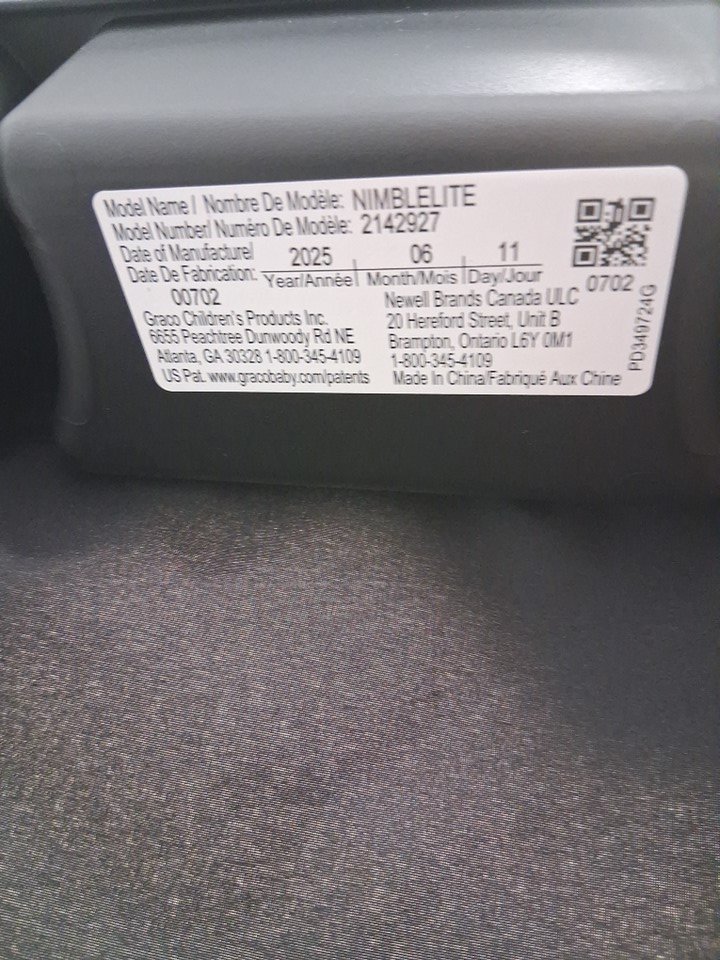 Model Name / Nombre De Modèle: NIMBLELITE
Model Number/ Numéro De Modèle: 2142927
Date of Manufacture/
Date De Fabrication:
2025 06 11
Year/Année Month/Mois Day/Jour
00702
Graco Children's Products Inc.
6655 Peachtree Dunwoody Rd NE
Atlanta, GA 30328 1-800-345-4109
US Pat. www.gracobaby.com/patents
Newell Brands Canada ULC
20 Hereford Street, Unit B
Brampton, Ontario L6Y 0M1
1-800-345-4109
Made In China/Fabriqué Aux Chine
0702
PD349724G